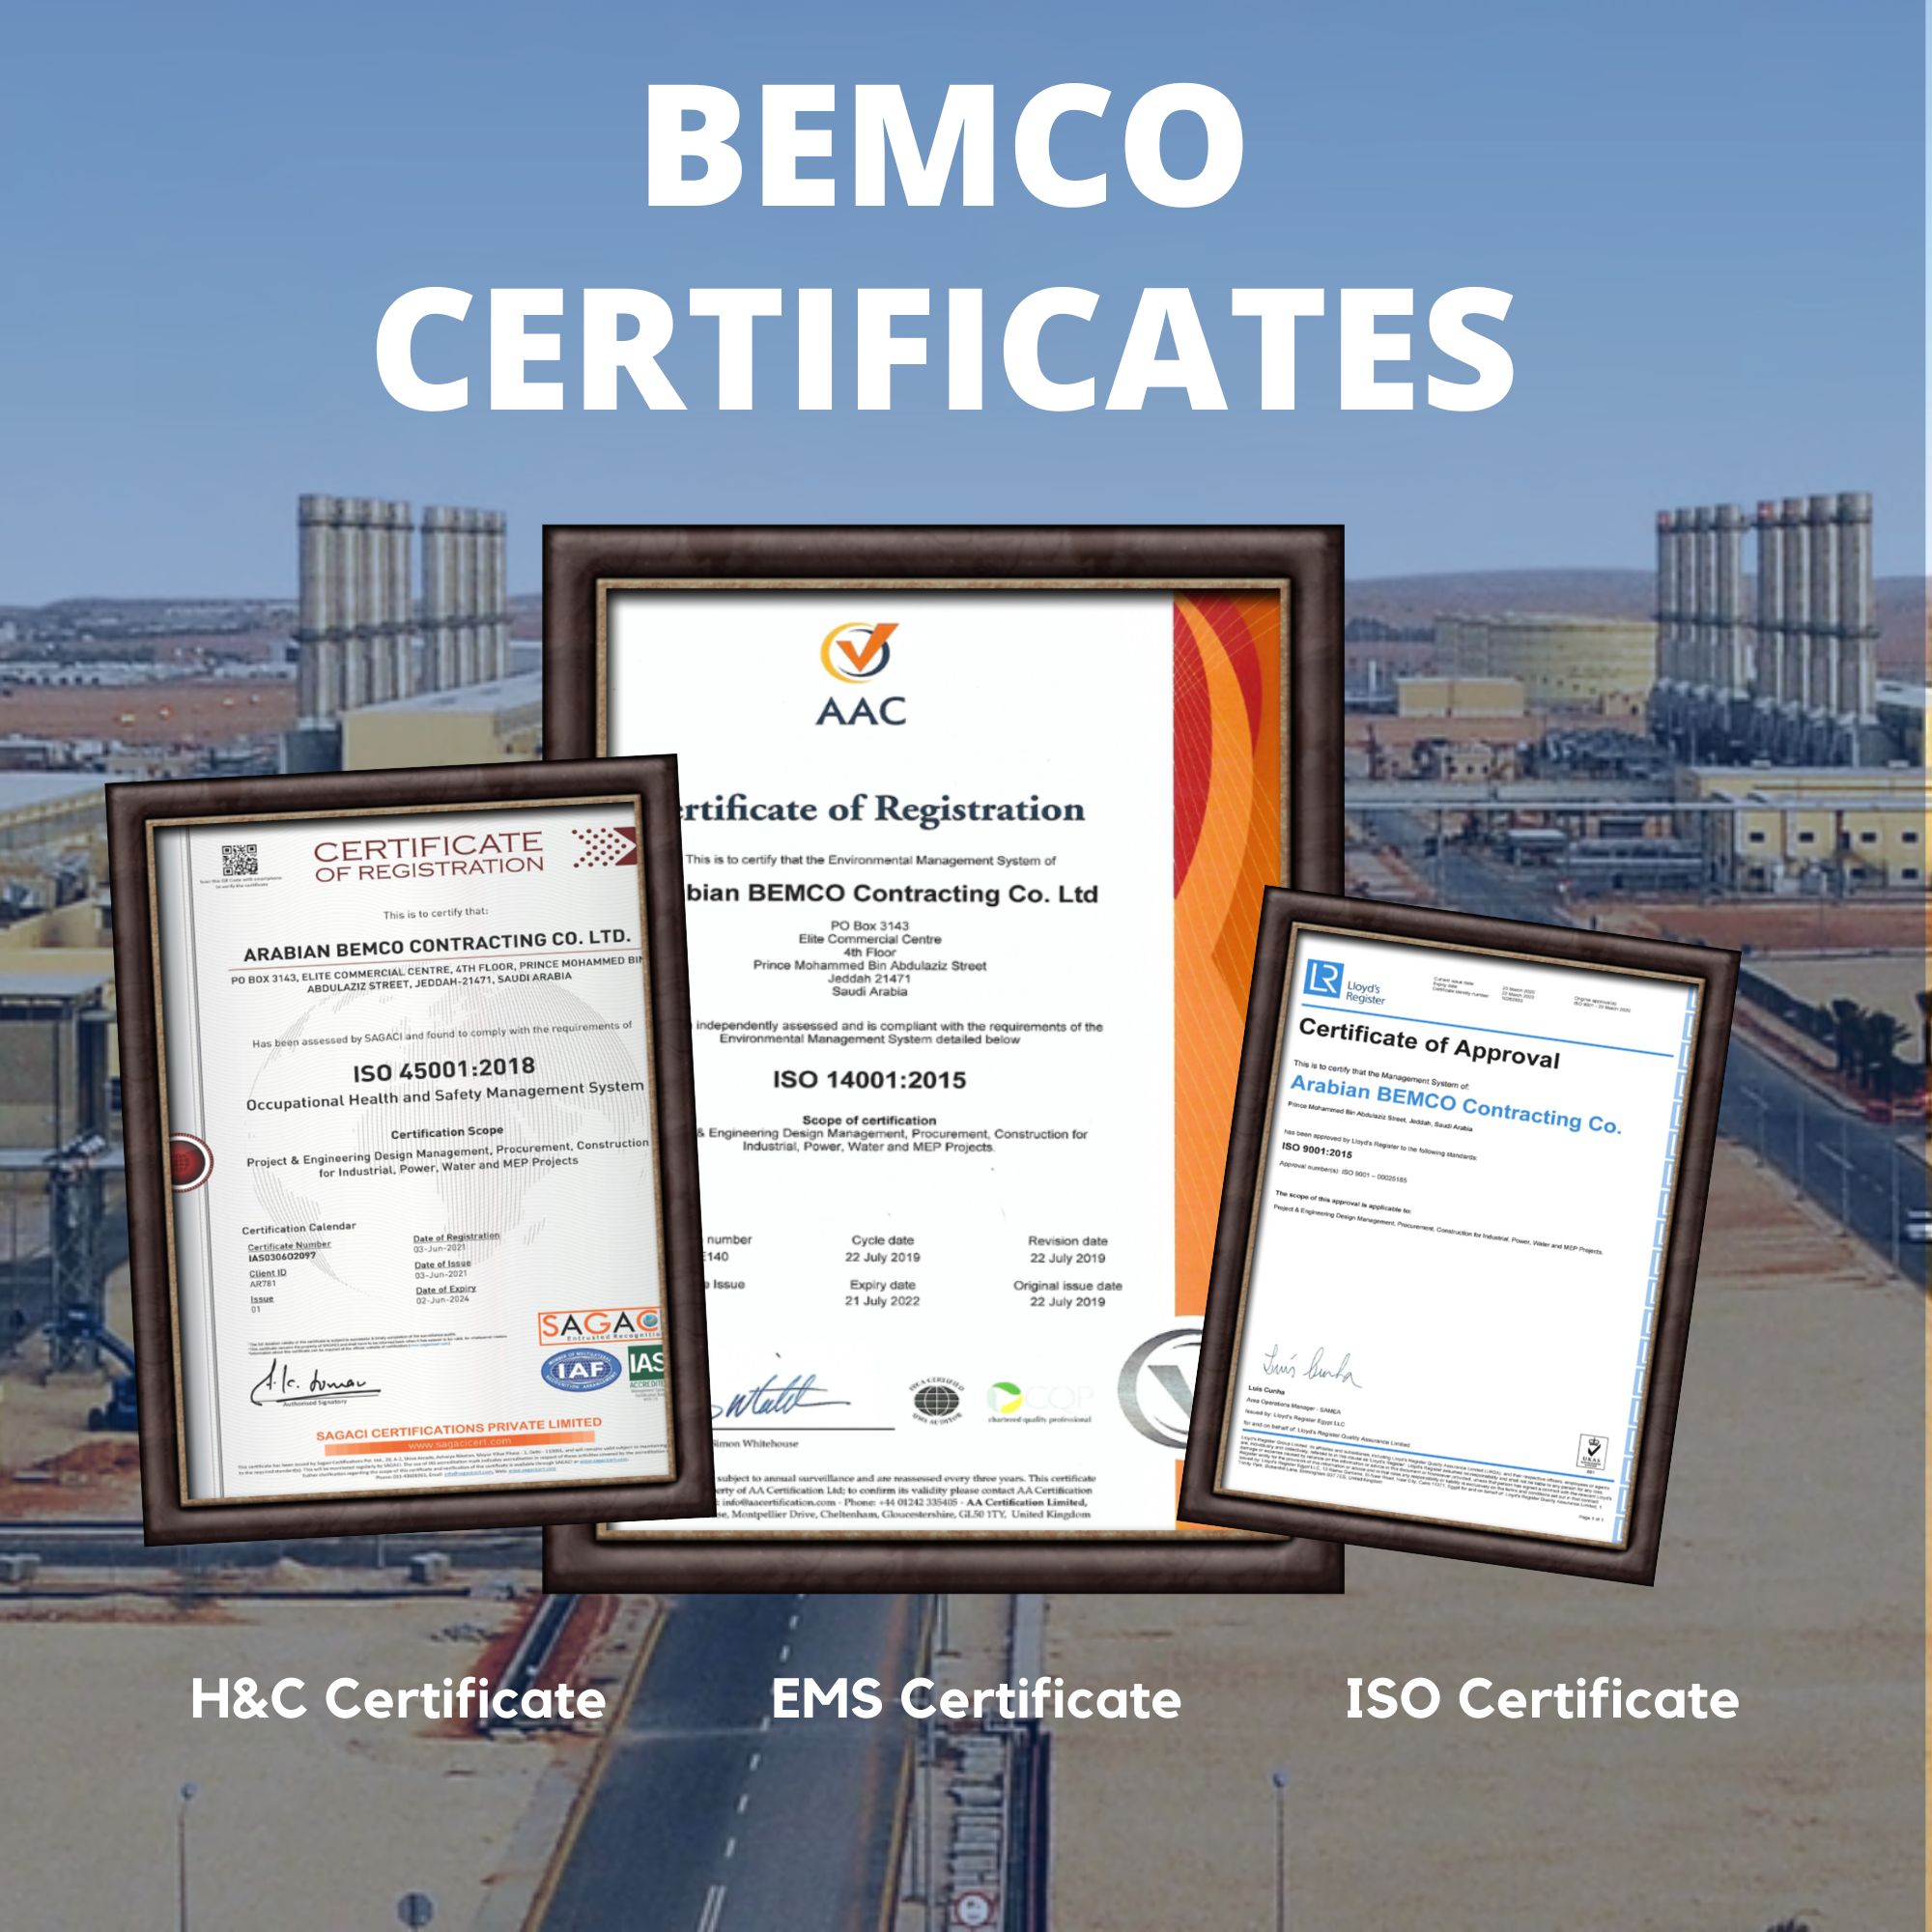 BEMCO
CERTIFICATES
CERTIFICATE
OF REGISTRATION
This is to certify that:
ARABIAN BEMCO CONTRACTING CO. LTD.
PO BOX 3143, ELITE COMMERCIAL CENTRE, 4TH FLOOR, PRINCE MOHAMMED BIN
ABDULAZIZ STREET, JEDDAH-21471, SAUDI ARABIA
Has been assessed by SAGACI and found to comply with the requirements of
ISO 45001:2018
Occupational Health and Safety Management System
Certification Scope
Project & Engineering Design Management, Procurement, Construction
for Industrial, Power, Water and MEP Projects
Certification Calendar
Certificate Number
IAS0306O2097
Client ID
AR781
Issue
01
Date of Registration
03-Jun-2021
Date of Issue
03-Jun-2021
Date of Expiry
02-Jun-2024
Authorised Signatory
SAGAC
Entrusted Recognitio
IAF
IAS
SAGACI CERTIFICATIONS PRIVATE LIMITED
www.sagacicert.com
AAC
ertificate of Registration
This is to certify that the Environmental Management System of
bian BEMCO Contracting Co. Ltd
PO Box 3143
Elite Commercial Centre
4th Floor
Prince Mohammed Bin Abdulaziz Street
Jeddah 21471
Saudi Arabia
independently assessed and is compliant with the requirements of the
Environmental Management System detailed below
ISO 14001:2015
Scope of certification
& Engineering Design Management, Procurement, Construction for
Industrial, Power, Water and MEP Projects.
number
E140
Issue
Cycle date
22 July 2019
Expiry date
21 July 2022
Revision date
22 July 2019
Original issue date
22 July 2019
imon Whitehouse
CQP
chartered quality professional
subject to annual surveillance and are reassessed every three years. This certificate
erty of AA Certification Ltd; to confirm its validity please contact AA Certification
: info@aacertification.com - Phone: +44 01242 335405 - AA Certification Limited,
se, Montpellier Drive, Cheltenham, Gloucestershire, GL50 1TY, United Kingdom
LR
Lloyd's
Register
Certificate of Approval
This is to certify that the Management System of:
Arabian BEMCO Contracting Co.
Prince Mohammed Bin Abdulaziz Street, Jeddah, Saudi Arabia
has been approved by Lloyd's Register to the following standards:
ISO 9001:2015
Approval number(s): ISO 9001 – 00025185
The scope of this approval is applicable to:
Project & Engineering Design Management, Procurement, Construction for Industrial, Power, Water and MEP Projects.
Luis Cunha
Area Operations Manager - SAMEA
Issued by: Lloyd's Register Egypt LLC
for and on behalf of: Lloyd's Register Quality Assurance Limited
UKAS
Page 1 of 1
H&C Certificate
EMS Certificate
ISO Certificate